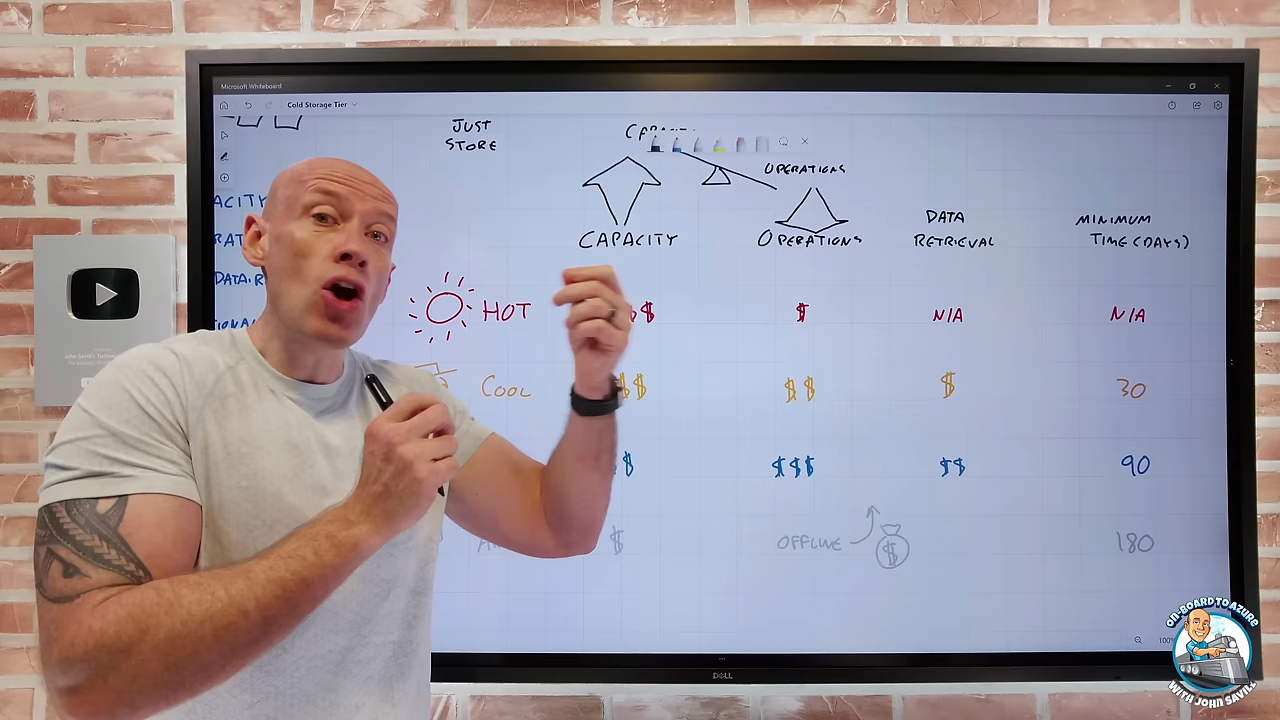 Microsoft Whiteboard
Cold Storage Tier
JUST
STORE
OPERATIONS
CAPACITY
OPERATIONS
DATA
RETRIEVAL
MINIMUM
TIME (DAYS)
HOT
$
$
N/A
N/A
COOL
$$
$$
$
30
$
$$$
$$
90
$
OFFLINE
$
180
DELL
ON-BOARD TO AZURE
WITH JOHN SAVILL